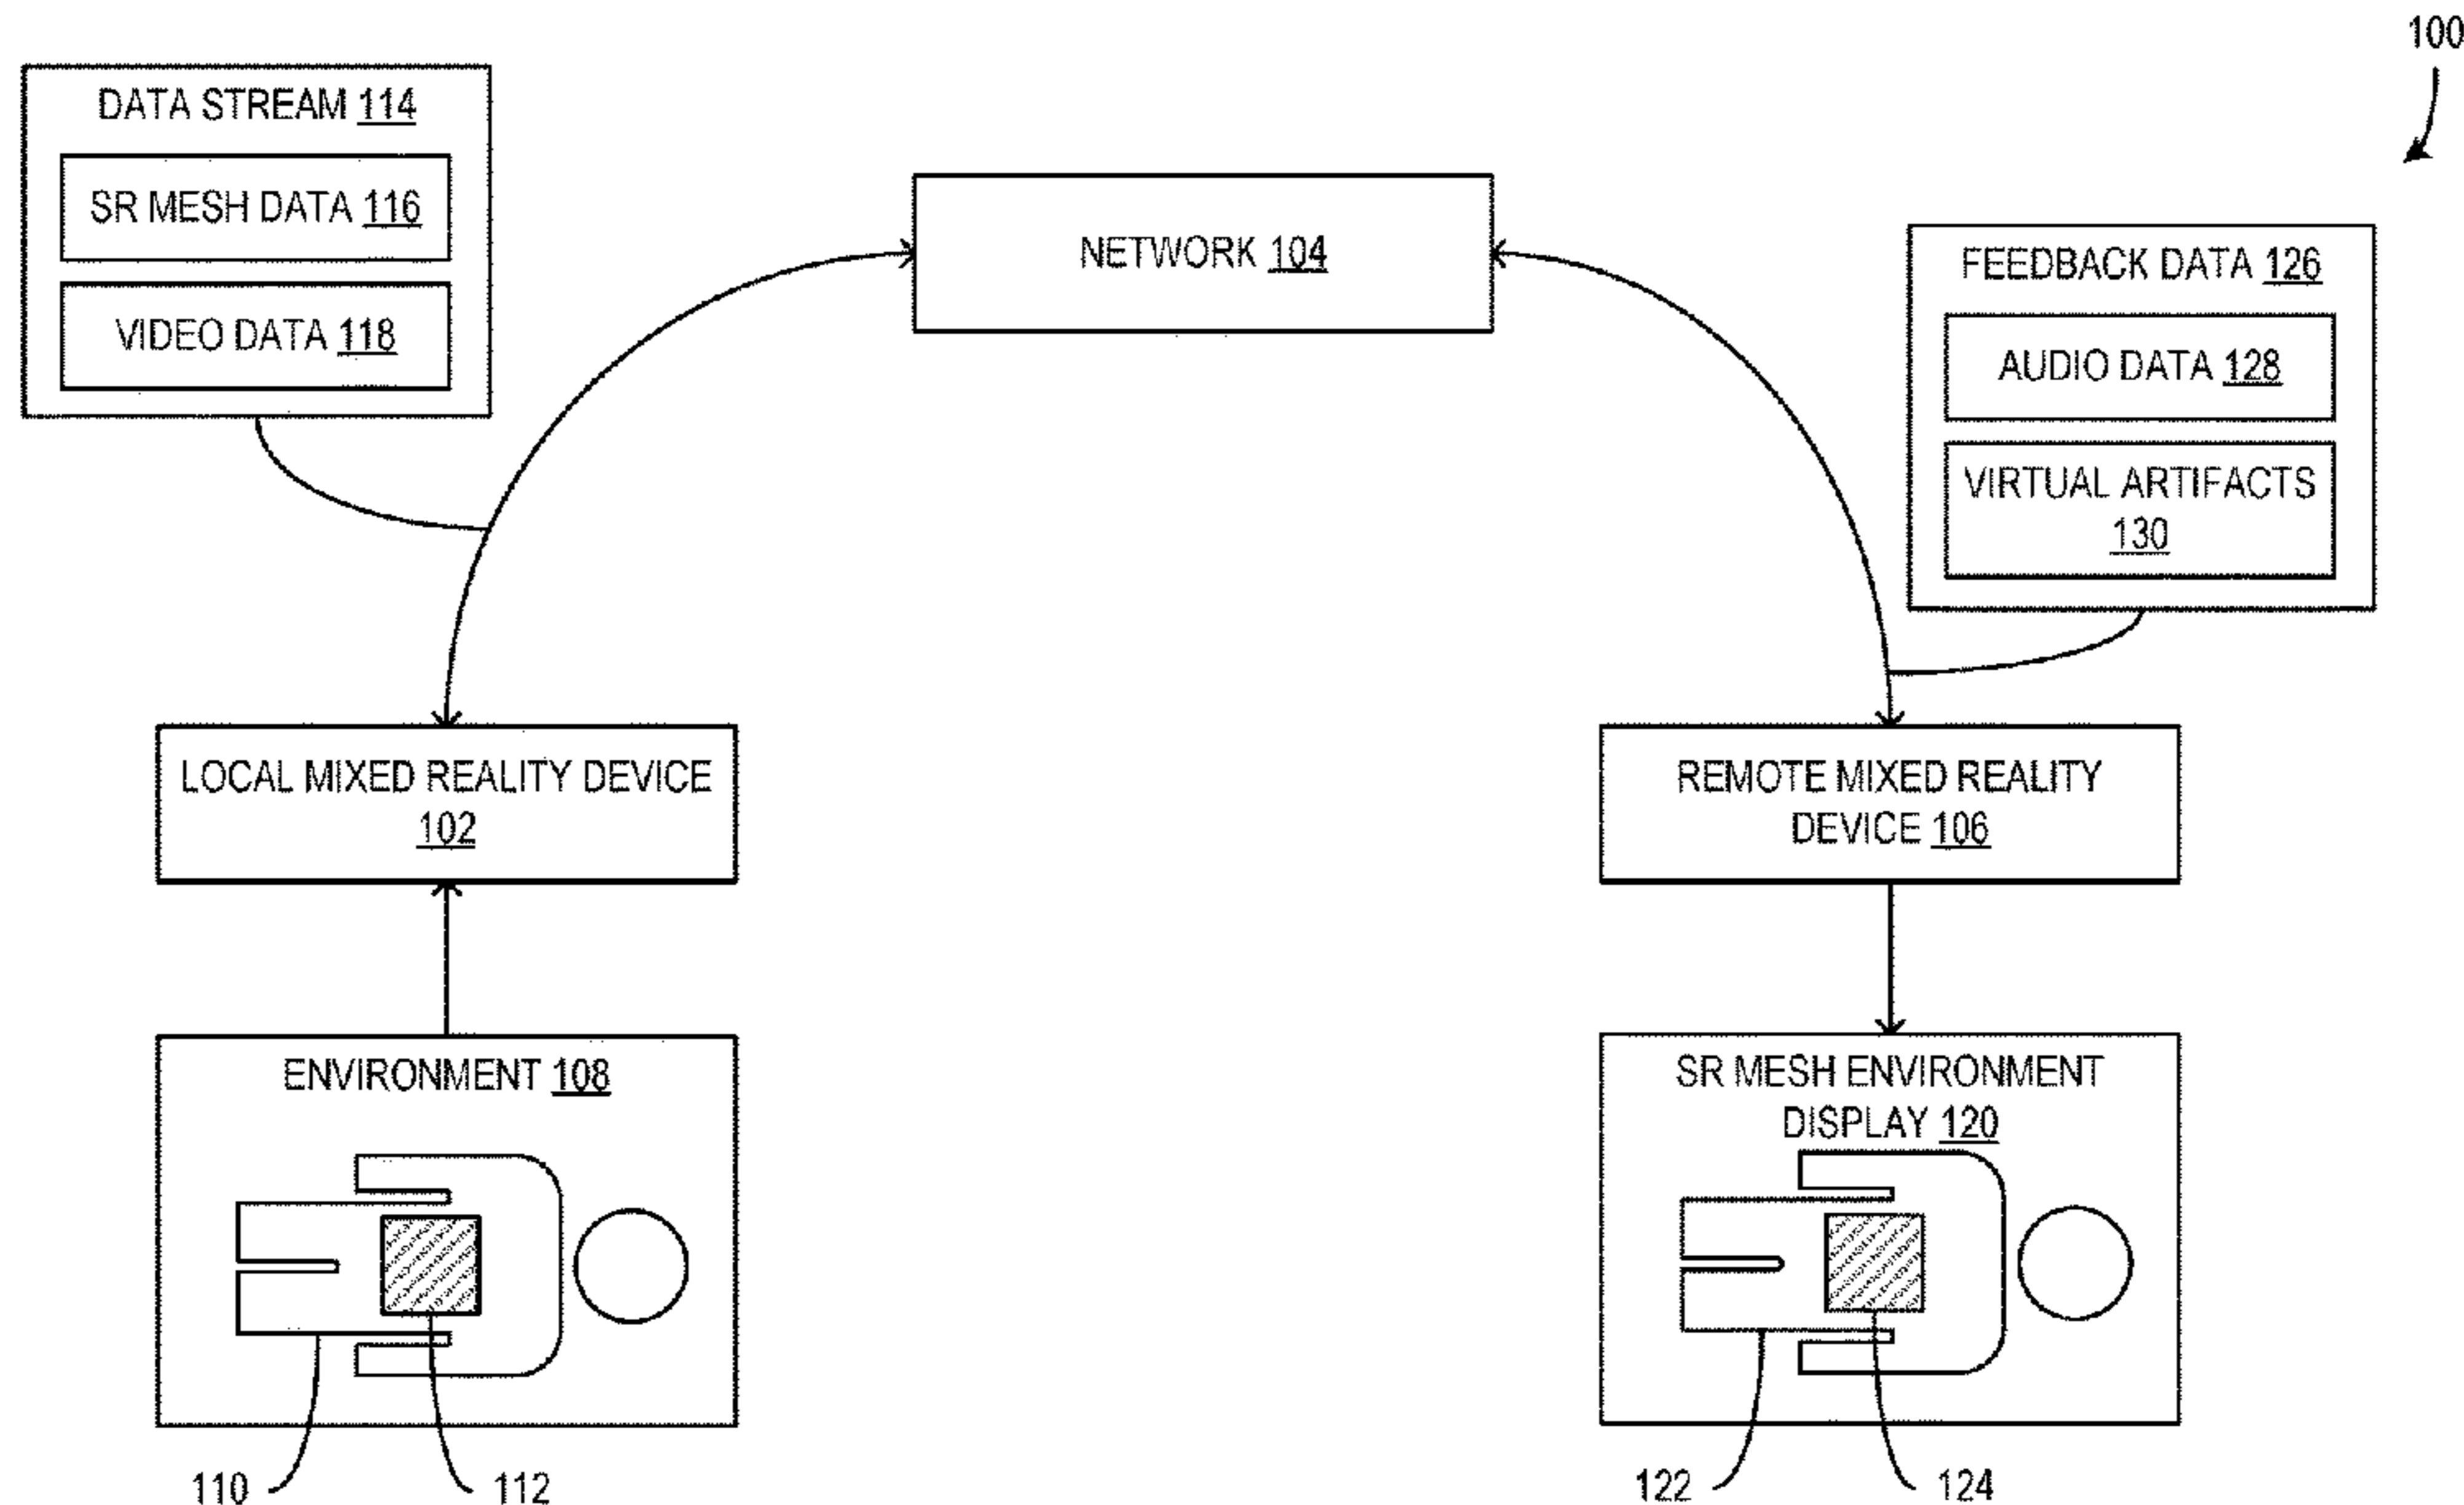 100
DATA STREAM 114
SR MESH DATA 116
VIDEO DATA 118
NETWORK 104
FEEDBACK DATA 126
AUDIO DATA 128
VIRTUAL ARTIFACTS
130
LOCAL MIXED REALITY DEVICE
102
REMOTE MIXED REALITY
DEVICE 106
ENVIRONMENT 108
110
112
SR MESH ENVIRONMENT
DISPLAY 120
122
124